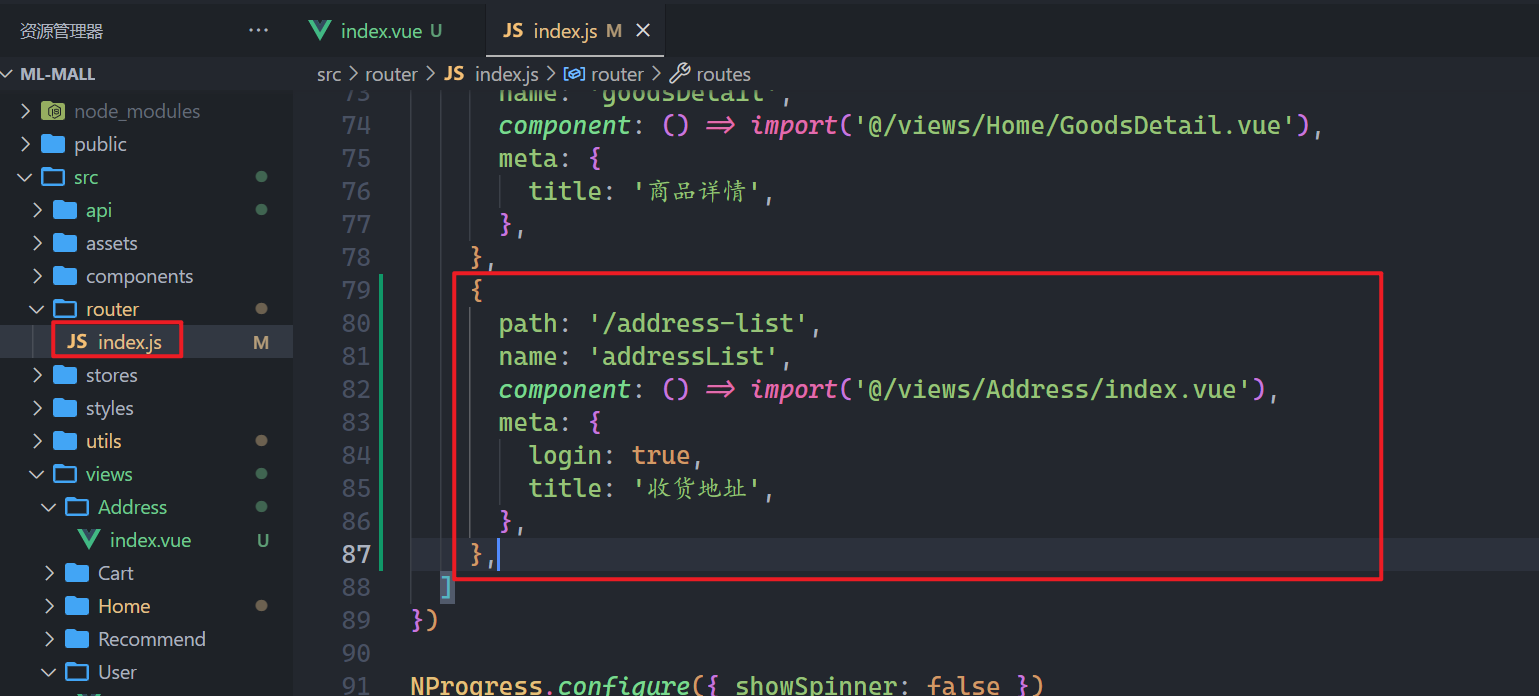 资源管理器 ···
index.vue U
JS index.js M ×
ML-MALL
src > router > JS index.js > router > routes
node_modules
public
src
api
assets
components
router
JS index.js M
stores
styles
utils
views
Address
index.vue U
Cart
Home
Recommend
User
73 name: 'goodsDetail',
74 component: () => import('@/views/Home/GoodsDetail.vue'),
75 meta: {
76 title: '商品详情',
77 },
78 },
79 {
80 path: '/address-list',
81 name: 'addressList',
82 component: () => import('@/views/Address/index.vue'),
83 meta: {
84 login: true,
85 title: '收货地址',
86 },
87 },
88 ]
89 })
90
91 NProgress.configure({ showSpinner: false })